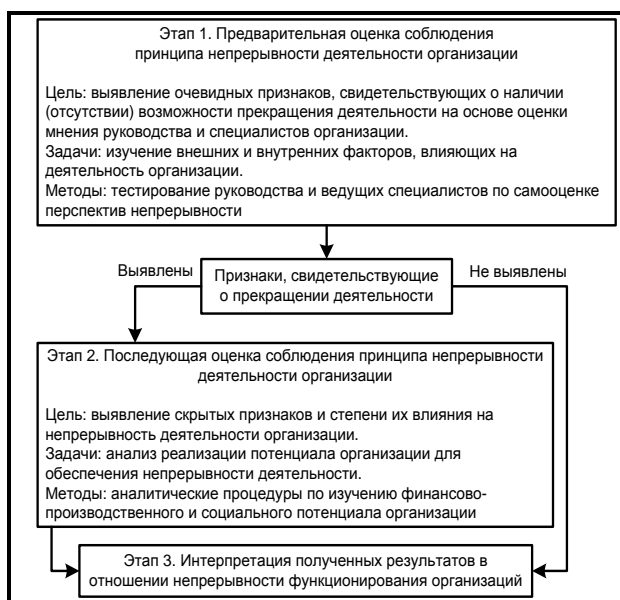 Этап 1. Предварительная оценка соблюдения
принципа непрерывности деятельности организации
Цель: выявление очевидных признаков, свидетельствующих о наличии
(отсутствии) возможности прекращения деятельности на основе оценки
мнения руководства и специалистов организации.
Задачи: изучение внешних и внутренних факторов, влияющих на
деятельность организации.
Методы: тестирование руководства и ведущих специалистов по самооценке
перспектив непрерывности
Выявлены
Признаки, свидетельствующие
о прекращении деятельности
Не выявлены
Этап 2. Последующая оценка соблюдения принципа непрерывности
деятельности организации
Цель: выявление скрытых признаков и степени их влияния на
непрерывность деятельности организации.
Задачи: анализ реализации потенциала организации для
обеспечения непрерывности деятельности.
Методы: аналитические процедуры по изучению финансово-
производственного и социального потенциала организации
Этап 3. Интерпретация полученных результатов в
отношении непрерывности функционирования организаций